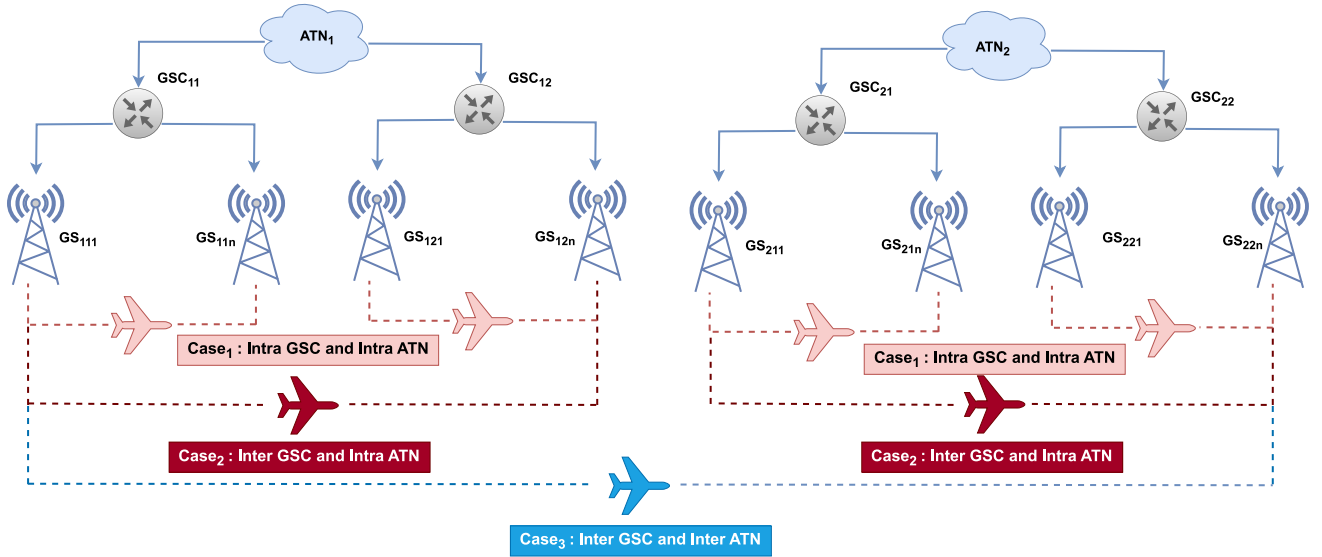 ATN₁
ATN₂
GSC₁₁
GSC₁₂
GSC₂₁
GSC₂₂
GS₁₁₁
GS₁₁ₙ
GS₁₂₁
GS₁₂ₙ
GS₂₁₁
GS₂₁ₙ
GS₂₂₁
GS₂₂ₙ
Case₁ : Intra GSC and Intra ATN
Case₁ : Intra GSC and Intra ATN
Case₂ : Inter GSC and Intra ATN
Case₂ : Inter GSC and Intra ATN
Case₃ : Inter GSC and Inter ATN